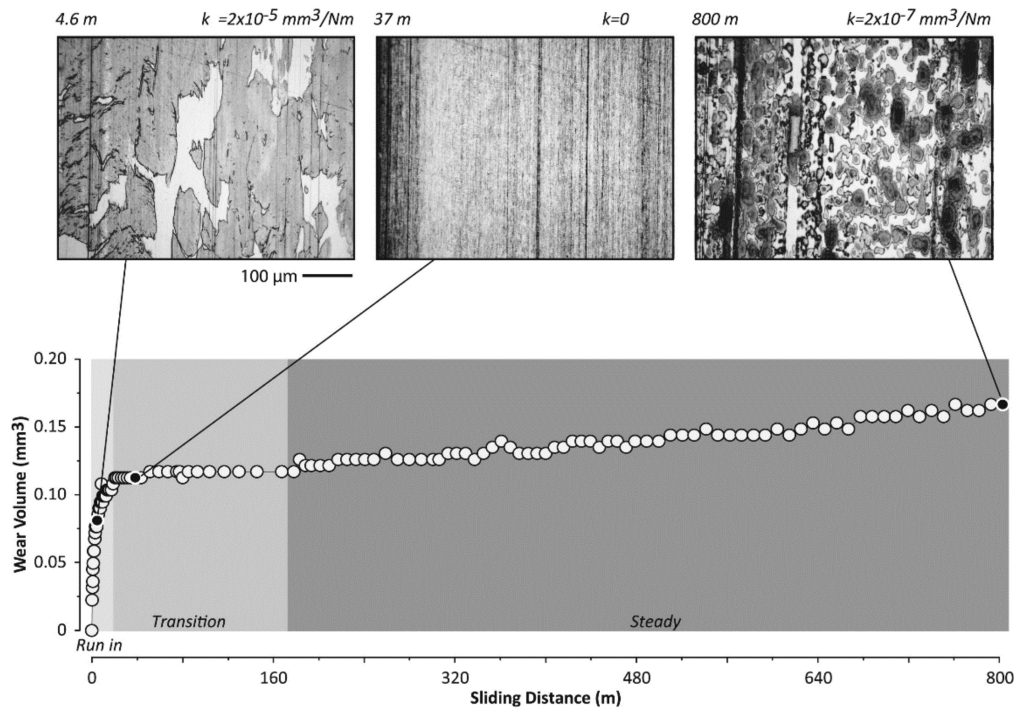 4.6 m k =2x10⁻⁵ mm³/Nm
37 m k=0
800 m k=2x10⁻⁷ mm³/Nm
100 µm
0.20
0.15
0.10
0.05
0
Wear Volume (mm³)
Run in
Transition
Steady
0 160 320 480 640 800
Sliding Distance (m)